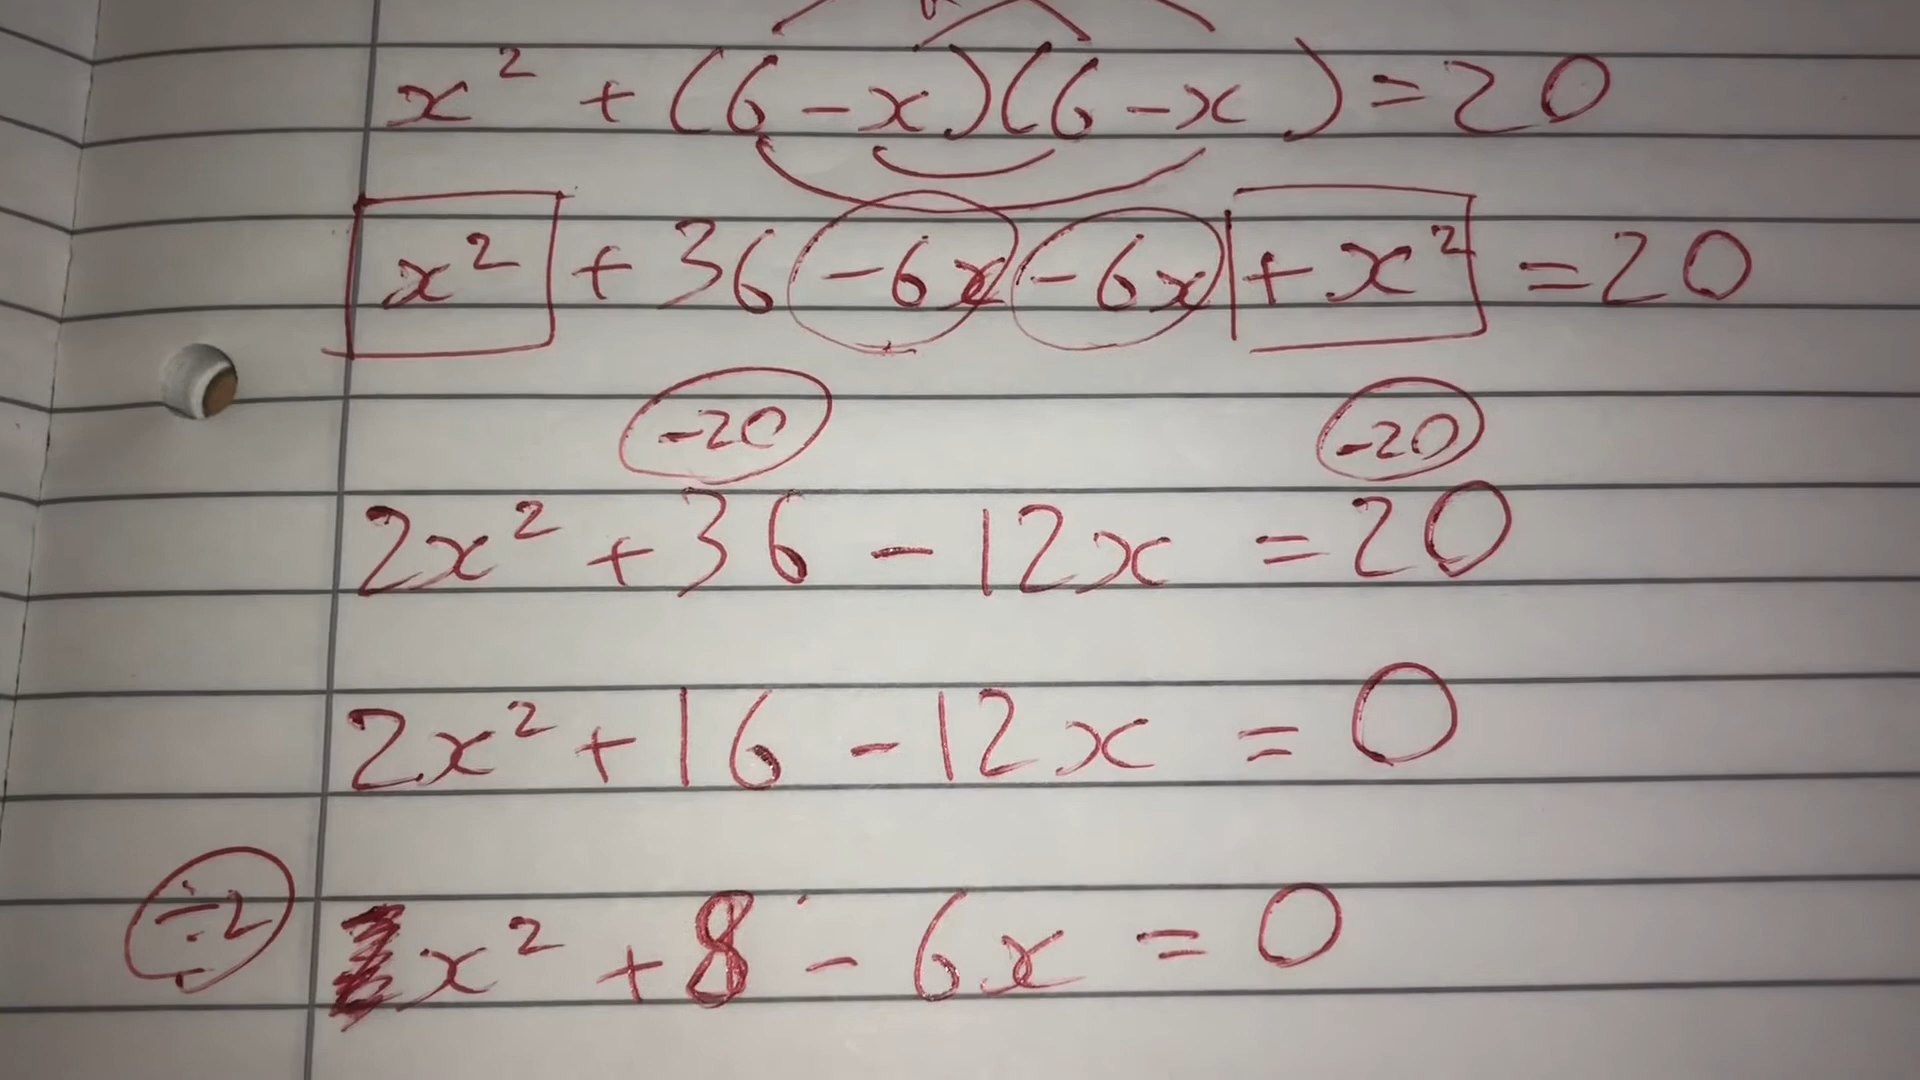 x² + (6 - x)(6 - x) = 20
x² + 36 - 6x - 6x + x² = 20
-20 -20
2x² + 36 - 12x = 20
2x² + 16 - 12x = 0
÷2 x² + 8 - 6x = 0